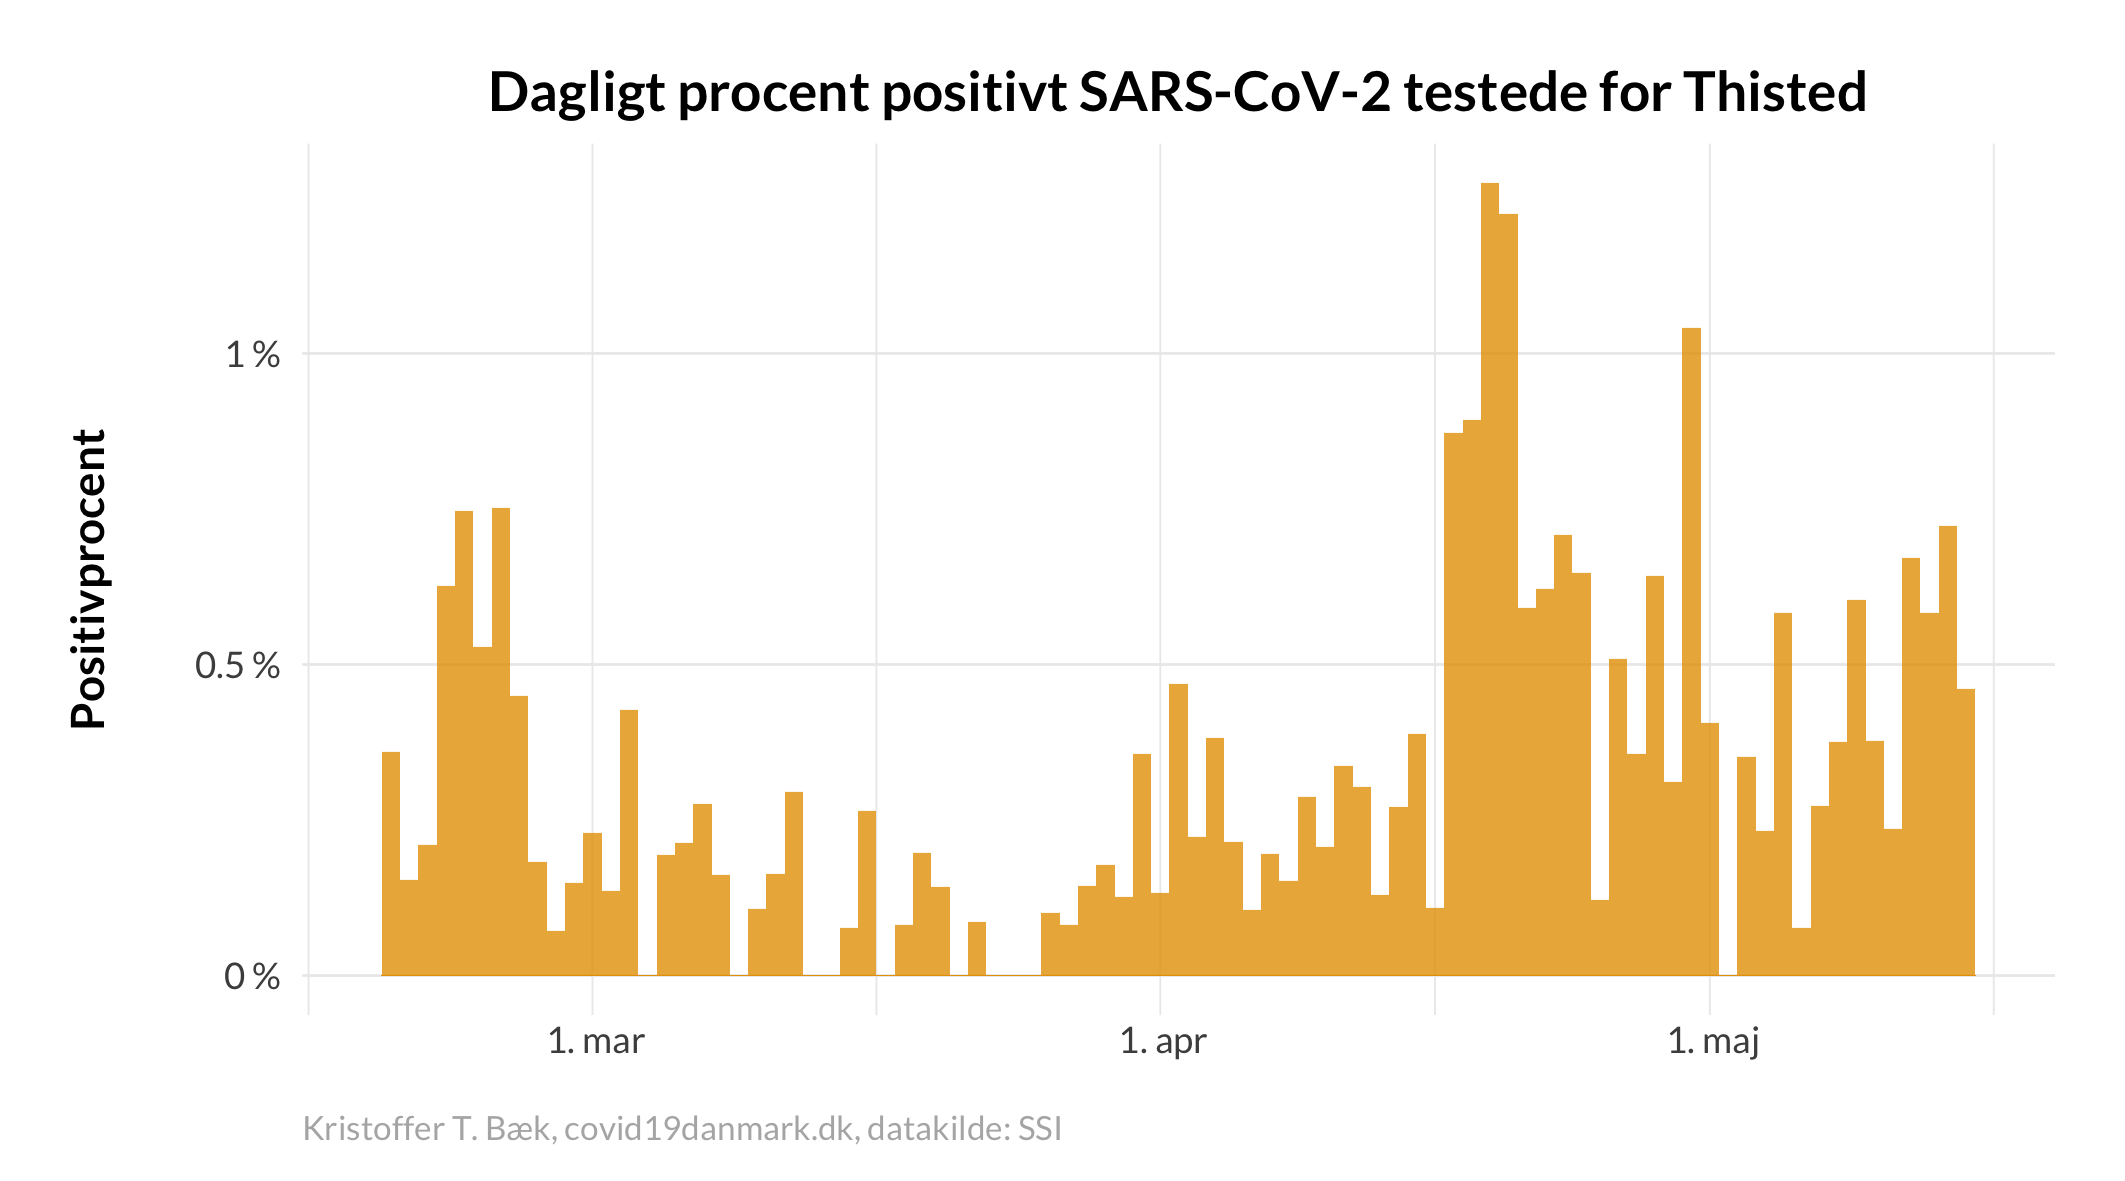 Dagligt procent positivt SARS-CoV-2 testede for Thisted
Positivprocent
1 %
0.5 %
0 %
1. mar
1. apr
1. maj
Kristoffer T. Bæk, covid19danmark.dk, datakilde: SSI